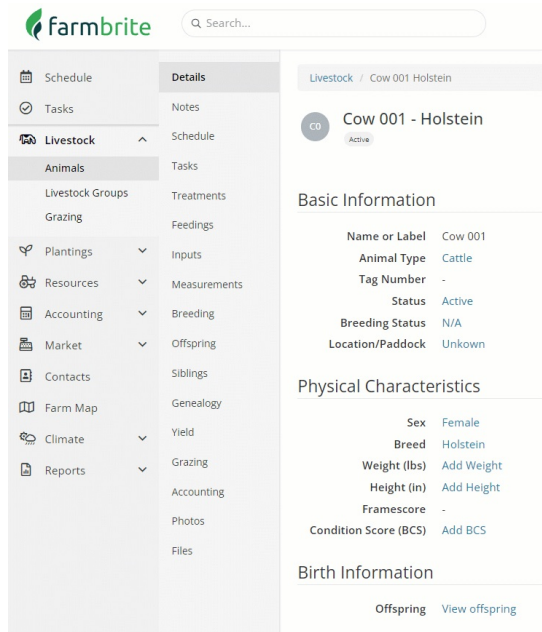 farmbrite
Search...
Schedule
Tasks
Livestock
Animals
Livestock Groups
Grazing
Plantings
Resources
Accounting
Market
Contacts
Farm Map
Climate
Reports
Details
Notes
Schedule
Tasks
Treatments
Feedings
Inputs
Measurements
Breeding
Offspring
Siblings
Genealogy
Yield
Grazing
Accounting
Photos
Files
Livestock / Cow 001 Holstein
C0
Cow 001 - Holstein
Active
Basic Information
Name or Label Cow 001
Animal Type Cattle
Tag Number -
Status Active
Breeding Status N/A
Location/Paddock Unkown
Physical Characteristics
Sex Female
Breed Holstein
Weight (lbs) Add Weight
Height (in) Add Height
Framescore -
Condition Score (BCS) Add BCS
Birth Information
Offspring View offspring